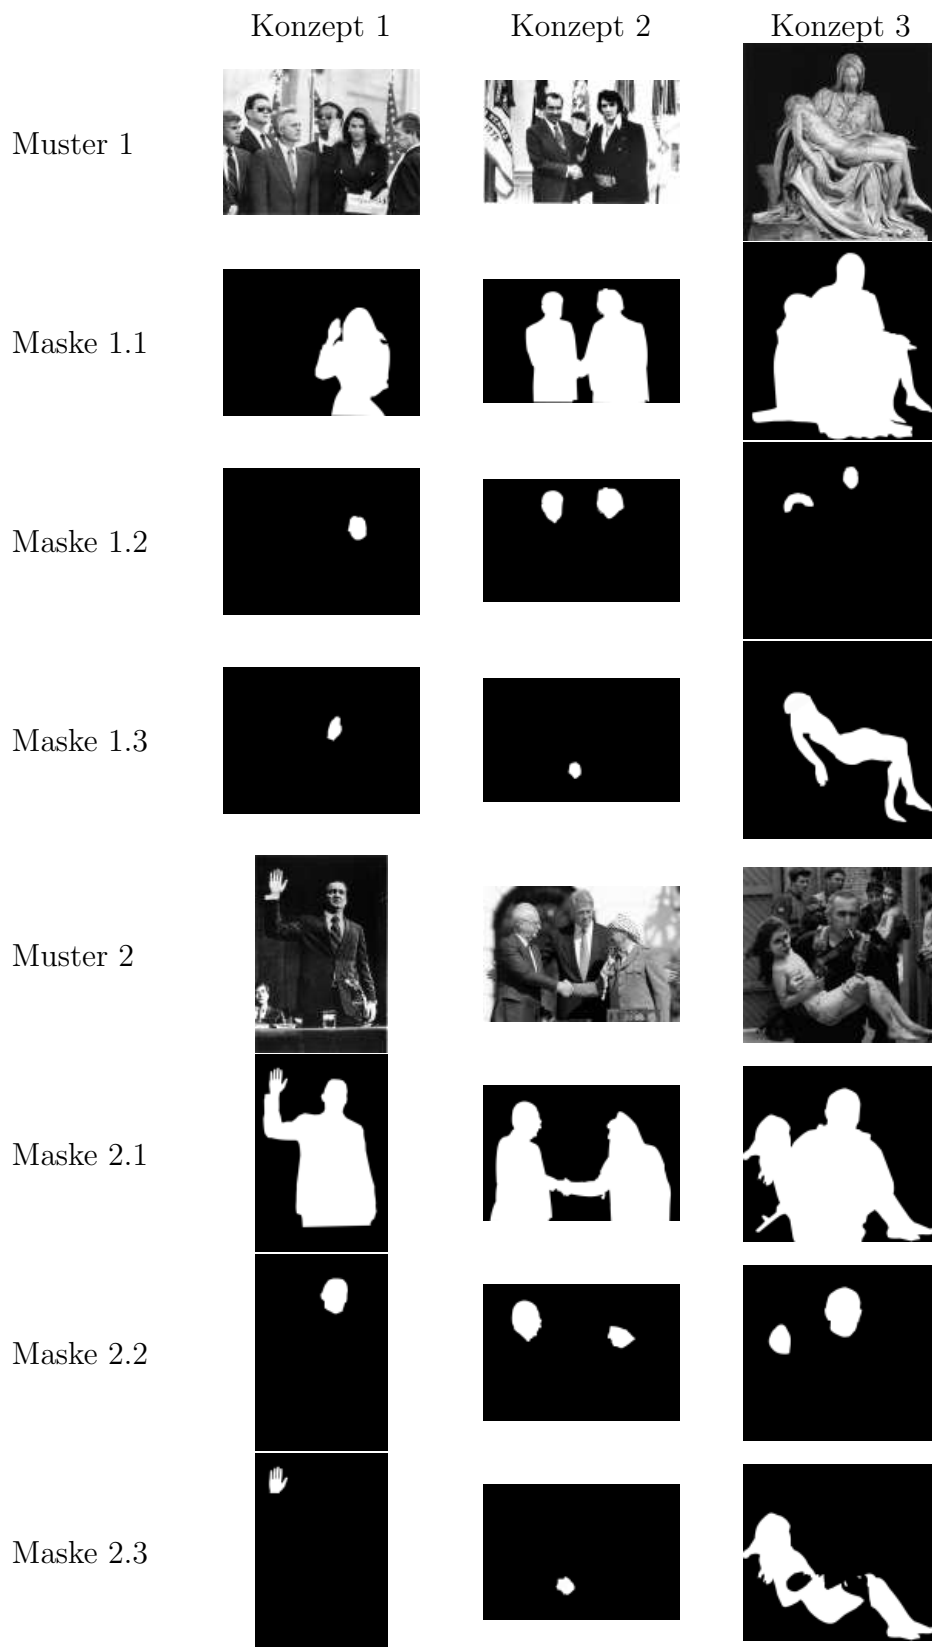 Konzept 1 Konzept 2 Konzept 3
Muster 1
Maske 1.1
Maske 1.2
Maske 1.3
Muster 2
Maske 2.1
Maske 2.2
Maske 2.3